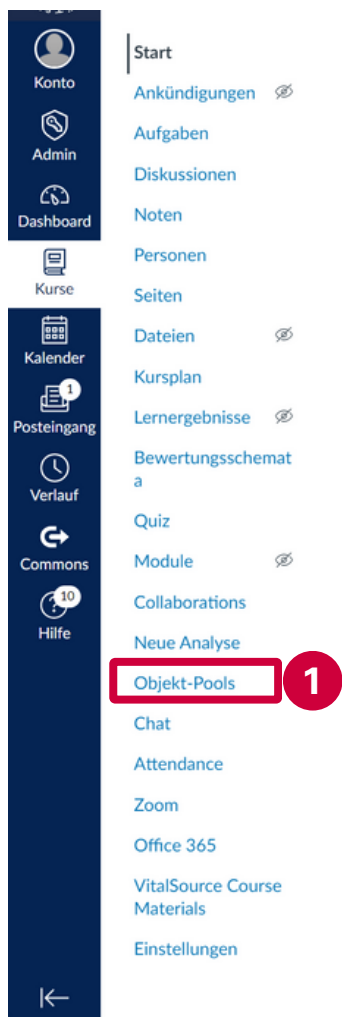 Konto
Admin
Dashboard
Kurse
Kalender
1
Posteingang
Verlauf
Commons
10
Hilfe
Start
Ankündigungen
Aufgaben
Diskussionen
Noten
Personen
Seiten
Dateien
Kursplan
Lernergebnisse
Bewertungsschemat
a
Quiz
Module
Collaborations
Neue Analyse
Objekt-Pools
1
Chat
Attendance
Zoom
Office 365
VitalSource Course
Materials
Einstellungen